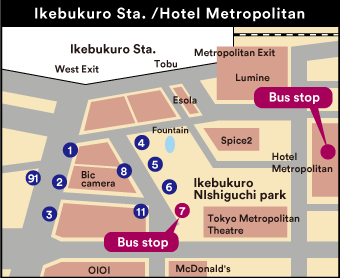 Ikebukuro Sta. /Hotel Metropolitan
Ikebukuro Sta.
Metropolitan Exit
West Exit
Tobu
Lumine
Esola
Bus stop
Fountain
1
4
Spice2
Hotel
Metropolitan
5
8
Bic
camera
91
2
6
Ikebukuro
NIshiguchi park
3
11
7
Tokyo Metropolitan
Theatro
Bus stop
OIOI
McDonald's